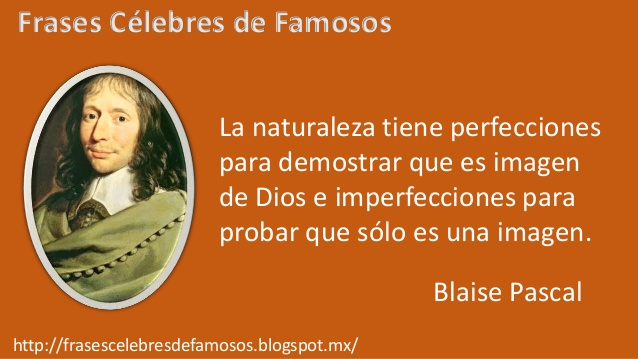 Frases Célebres de Famosos
La naturaleza tiene perfecciones
para demostrar que es imagen
de Dios e imperfecciones para
probar que sólo es una imagen.
Blaise Pascal
http://frasescelebresdefamosos.blogspot.mx/